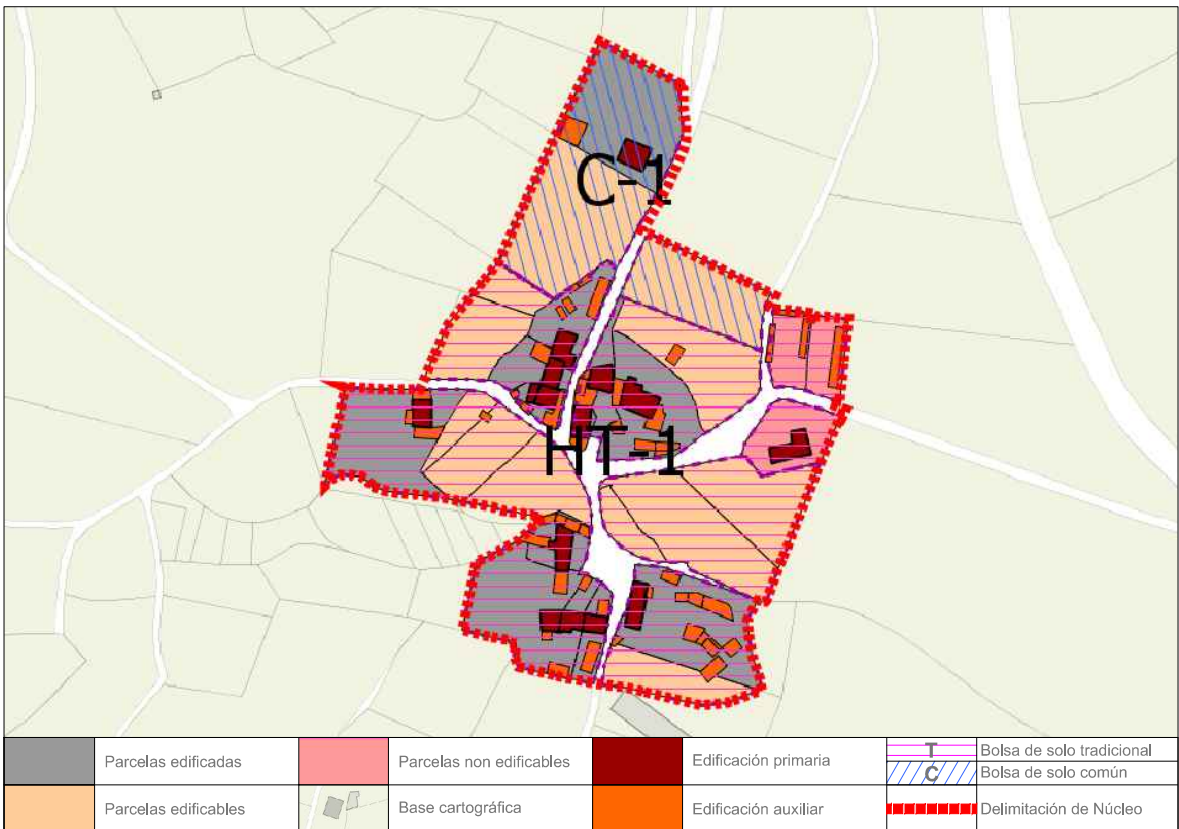 C-1
HT-1
Parcelas edificadas
Parcelas non edificables
Edificación primaria
T
Bolsa de solo tradicional
C
Bolsa de solo común
Parcelas edificables
Base cartográfica
Edificación auxiliar
Delimitación de Núcleo